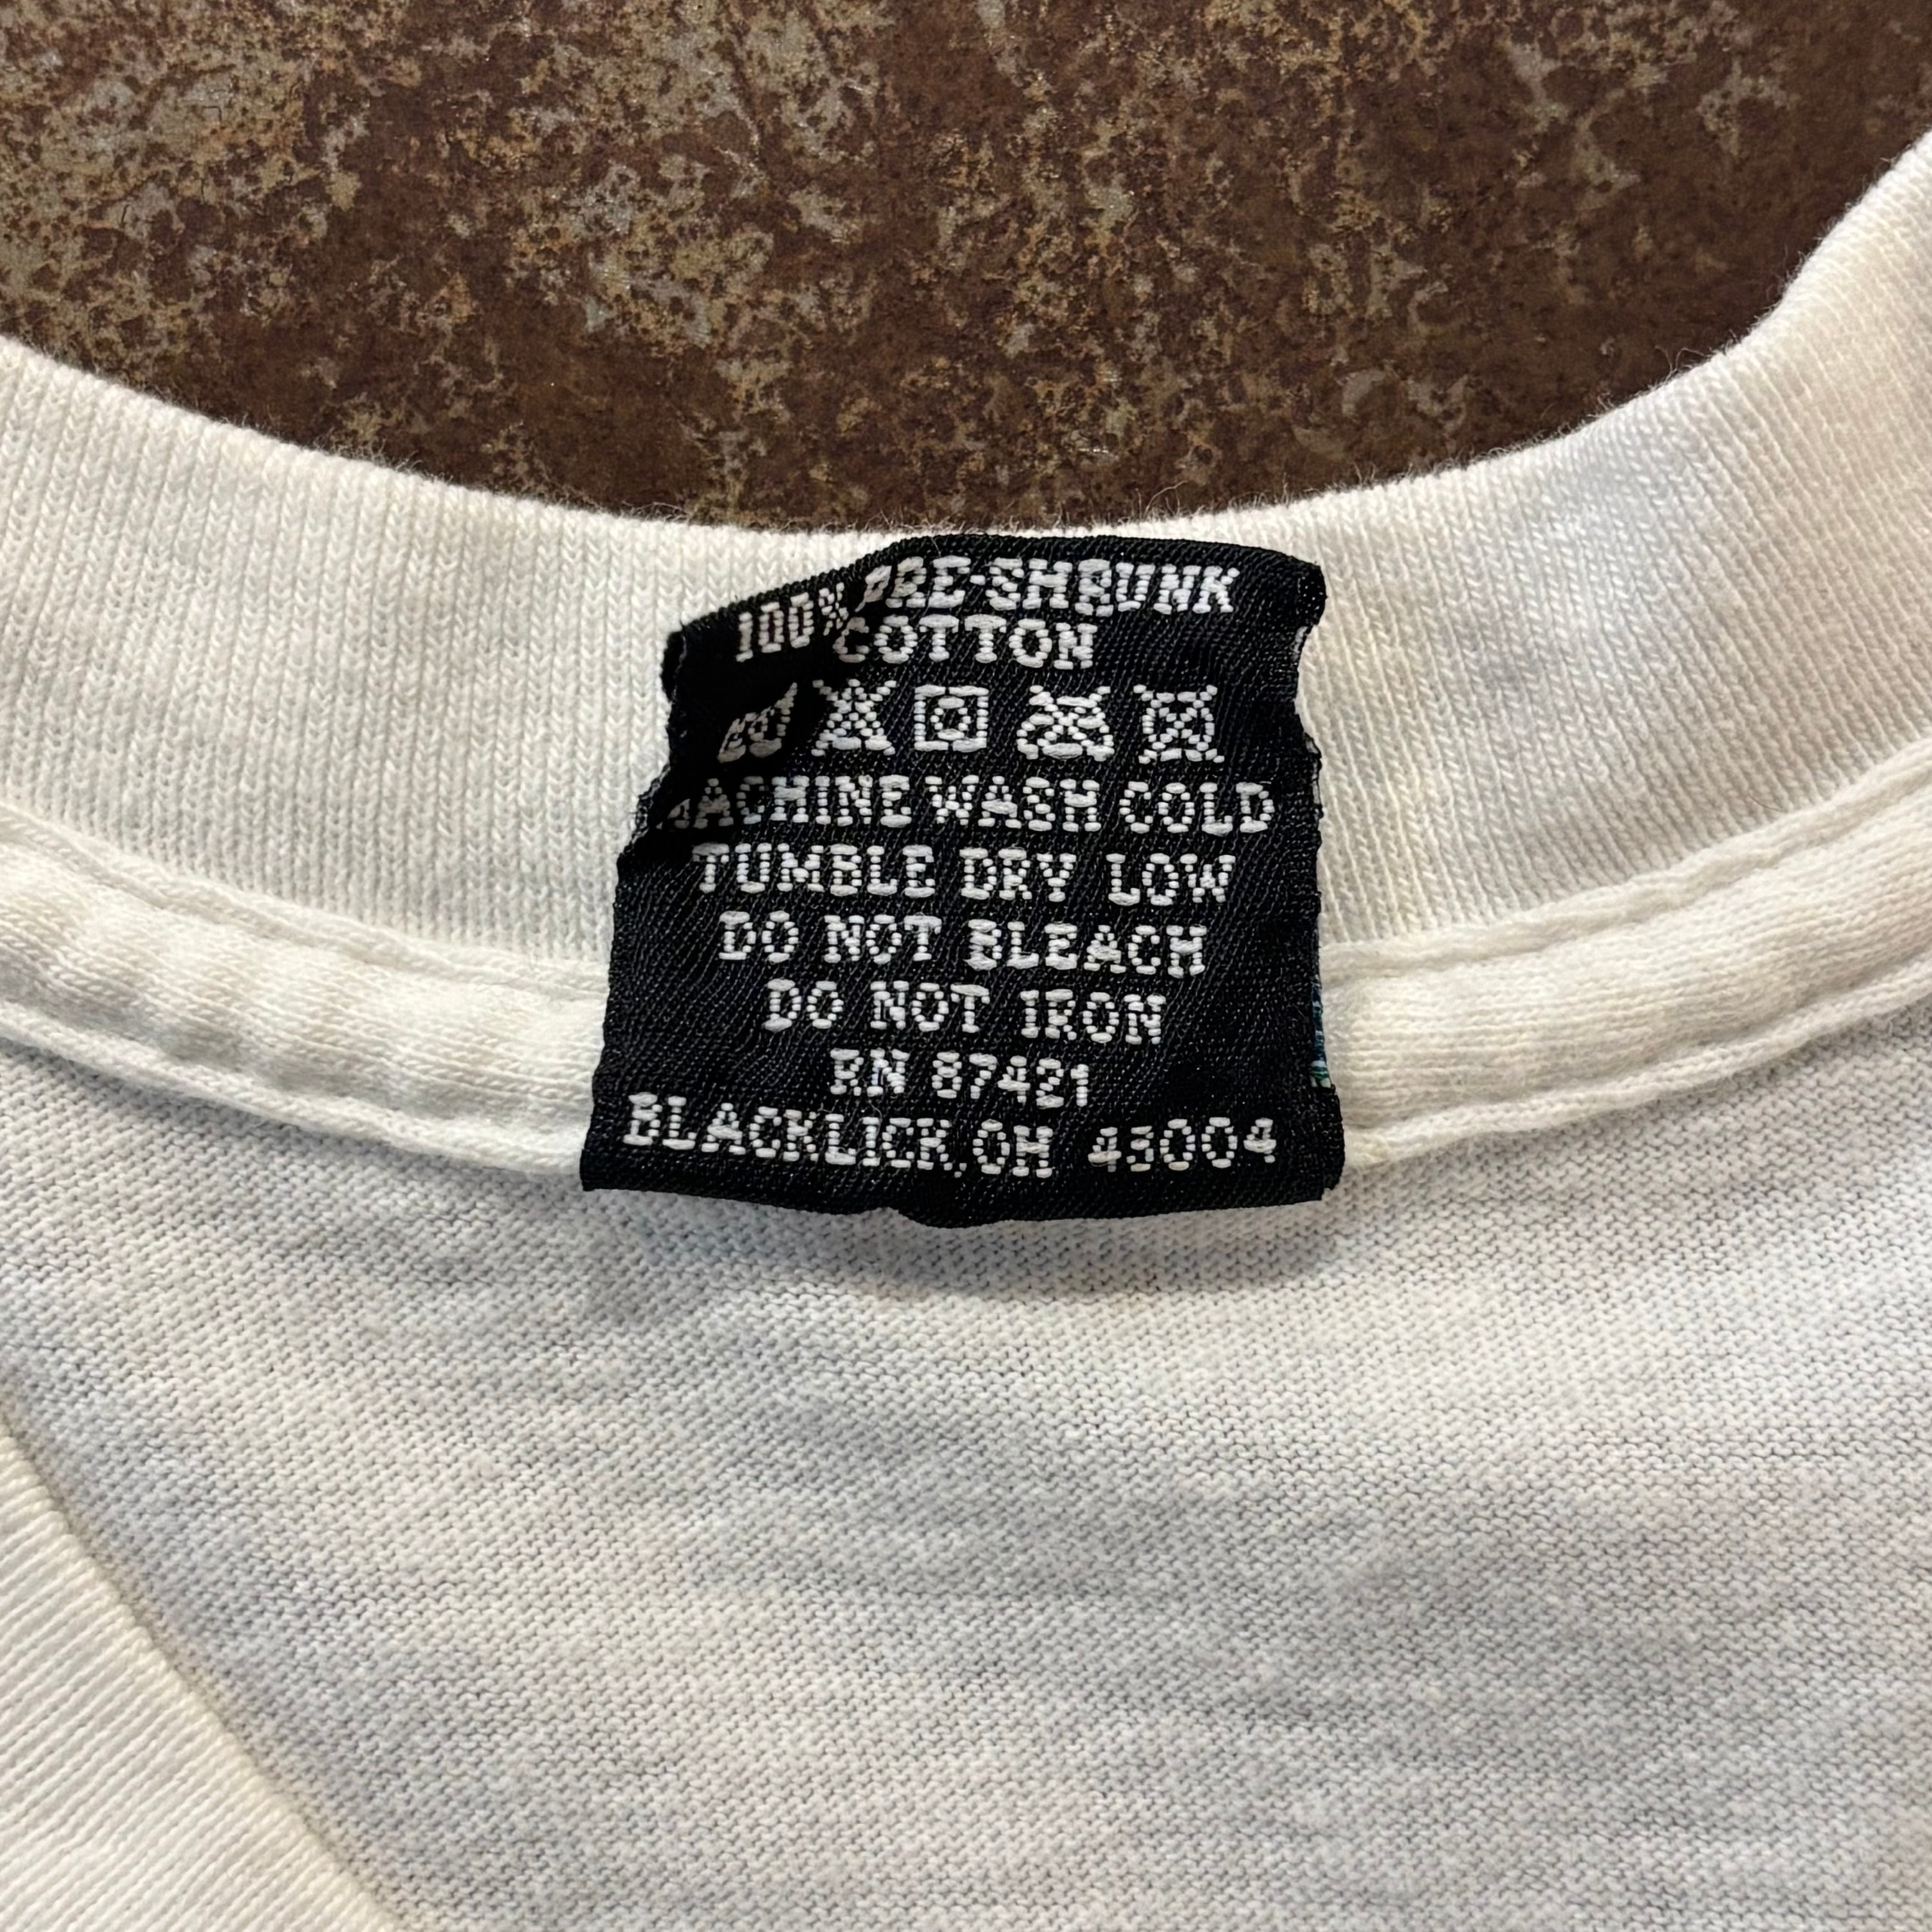 100% PRE-SHRUNK
COTTON
MACHINE WASH COLD
TUMBLE DRY LOW
DO NOT BLEACH
DO NOT IRON
RN 87421
BLACKLICK, OH 43004